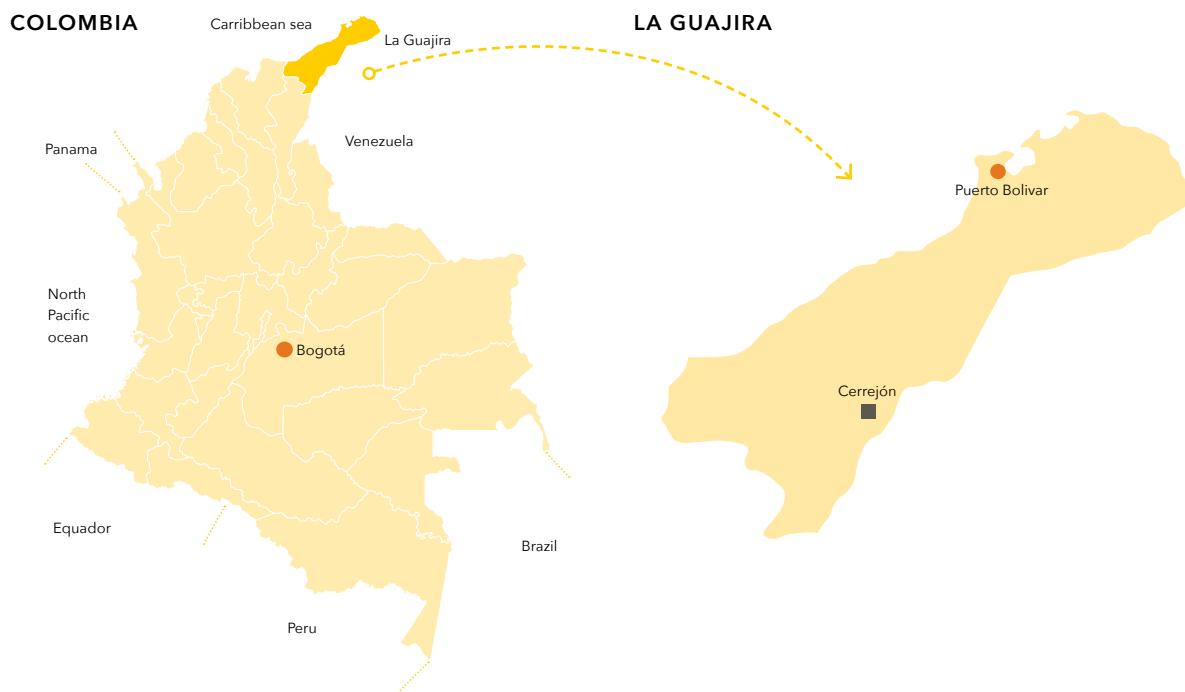 COLOMBIA
Carribbean sea
La Guajira
Venezuela
Panama
North
Pacific
ocean
Bogotá
Equador
Brazil
Peru
LA GUAJIRA
Puerto Bolivar
Cerrejón